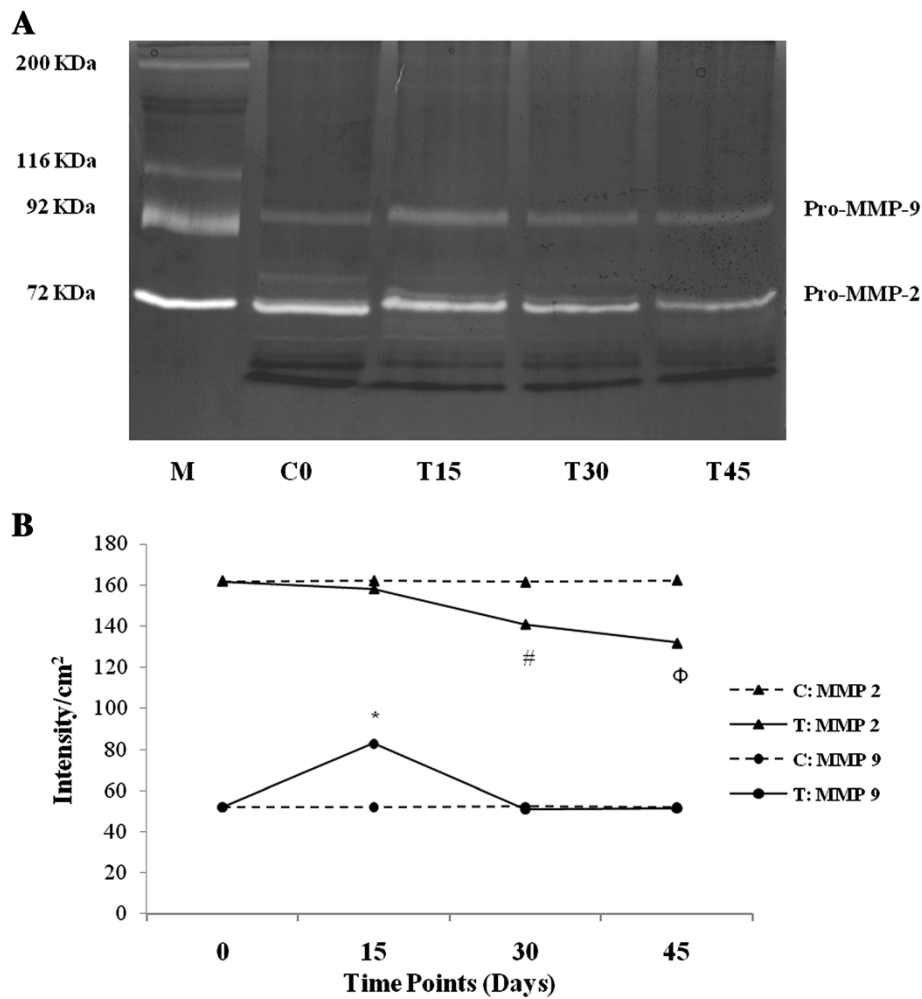 A
200 KDa
116 KDa
92 KDa
Pro-MMP-9
72 KDa
Pro-MMP-2
M C0 T15 T30 T45
B
180
160
140
120
100
80
60
40
20
0
Intensity/cm²
*
#
Φ
C: MMP 2
T: MMP 2
C: MMP 9
T: MMP 9
0 15 30 45
Time Points (Days)